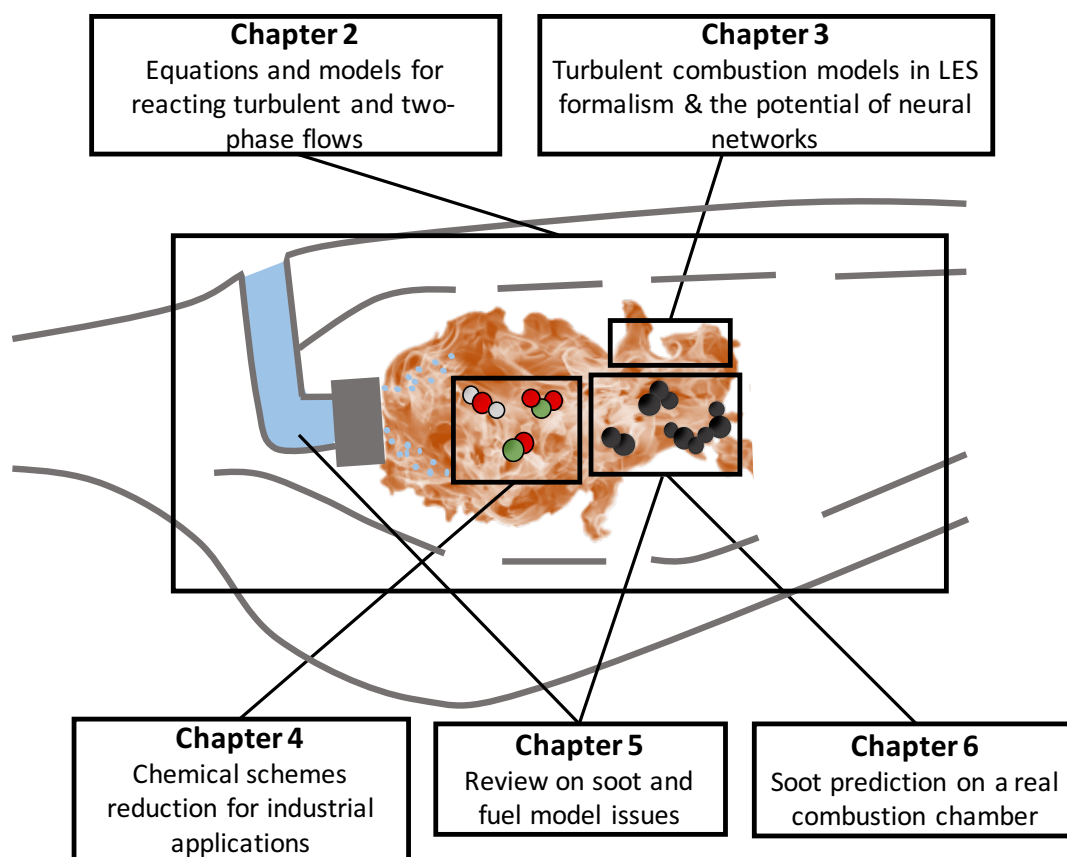 Chapter 2
Equations and models for
reacting turbulent and two-
phase flows
Chapter 3
Turbulent combustion models in LES
formalism & the potential of neural
networks
Chapter 4
Chemical schemes
reduction for industrial
applications
Chapter 5
Review on soot and
fuel model issues
Chapter 6
Soot prediction on a real
combustion chamber